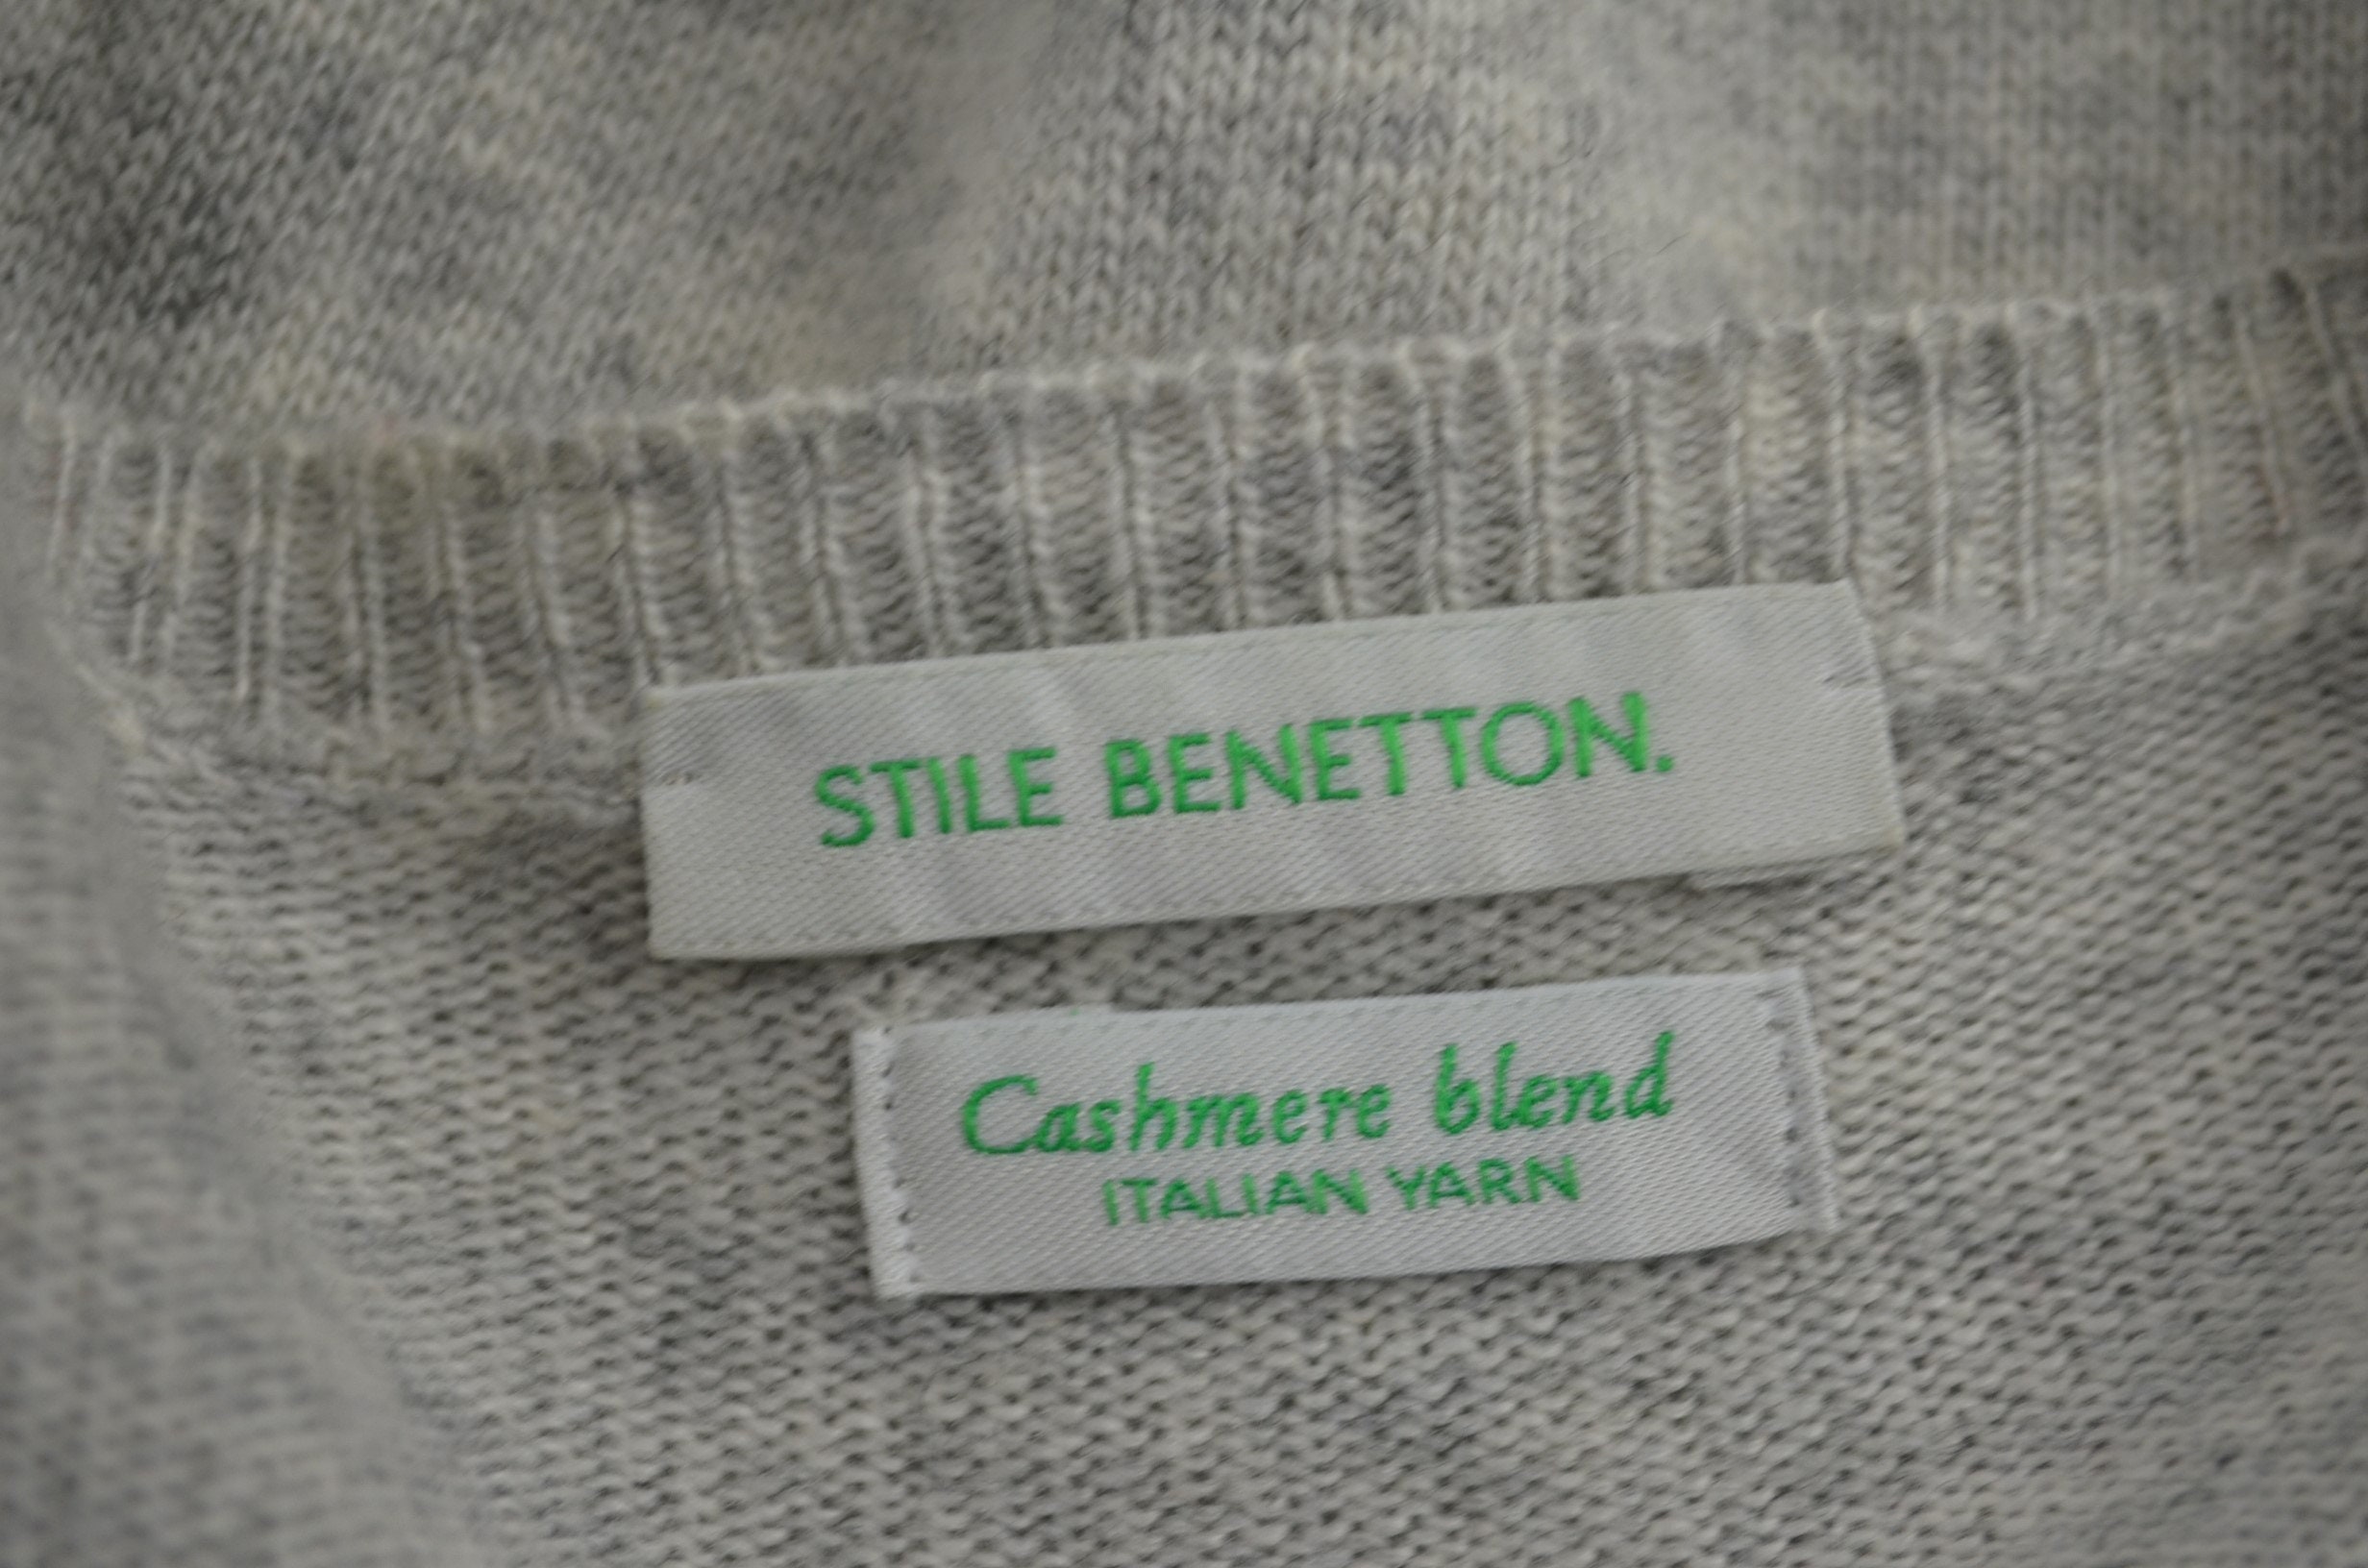 STILE BENETTON.
Cashmere blend
ITALIAN YARN